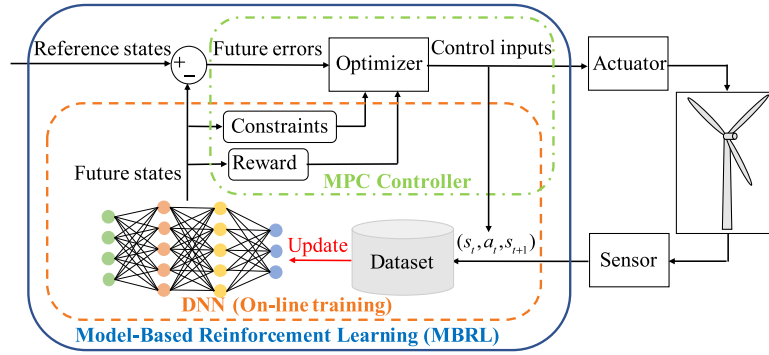 Reference states
Future errors
Control inputs
+
−
Optimizer
Actuator
Constraints
Reward
Future states
MPC Controller
Update
Dataset
(s_t, a_t, s_{t+1})
Sensor
DNN (On-line training)
Model-Based Reinforcement Learning (MBRL)